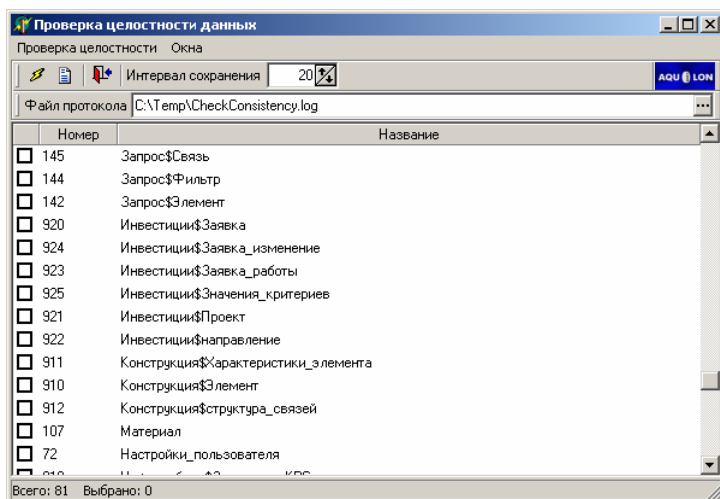 Проверка целостности данных
Проверка целостности Окна
Интервал сохранения 20
AQU LON
Файл протокола C:\Temp\CheckConsistency.log ...
Номер Название
145 Запрос$Связь
144 Запрос$Фильтр
142 Запрос$Элемент
920 Инвестиции$Заявка
924 Инвестиции$Заявка_изменение
923 Инвестиции$Заявка_работы
925 Инвестиции$Значения_критериев
921 Инвестиции$Проект
922 Инвестиции$направление
911 Конструкция$Характеристики_элемента
910 Конструкция$Элемент
912 Конструкция$структура_связей
107 Материал
72 Настройки_пользователя
Всего: 81 Выбрано: 0